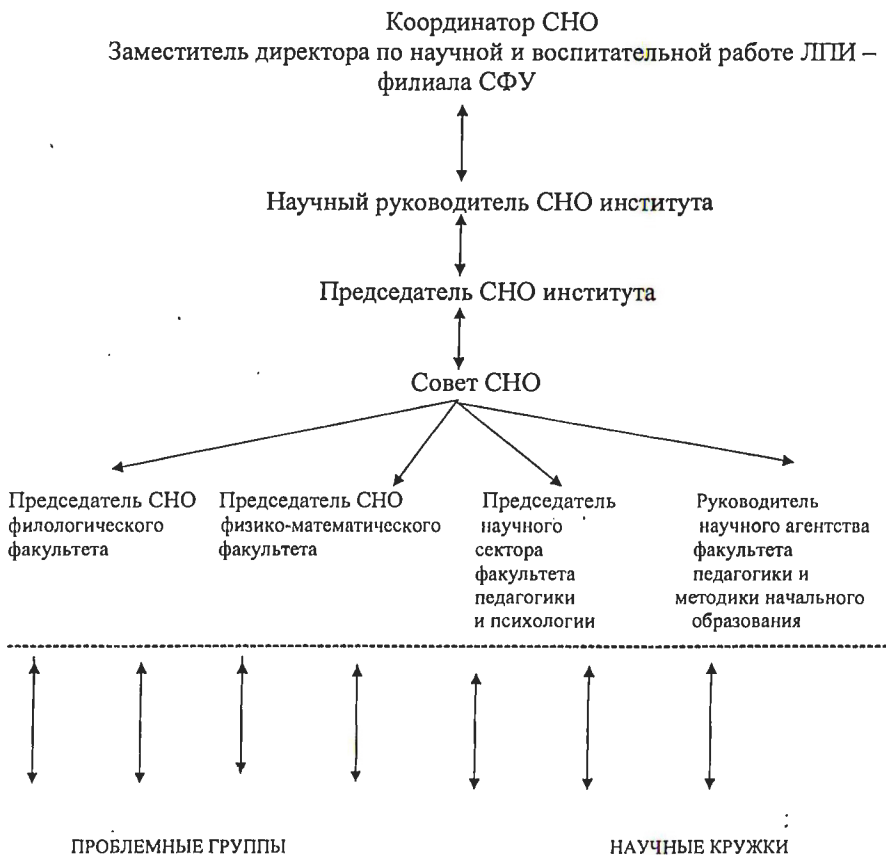 Координатор СНО
Заместитель директора по научной и воспитательной работе ЛПИ –
филиала СФУ
Научный руководитель СНО института
Председатель СНО института
Совет СНО
Председатель СНО
филологического
факультета
Председатель СНО
физико-математического
факультета
Председатель
научного
сектора
факультета
педагогики
и психологии
Руководитель
научного агентства
факультета
педагогики и
методики начального
образования
ПРОБЛЕМНЫЕ ГРУППЫ
НАУЧНЫЕ КРУЖКИ